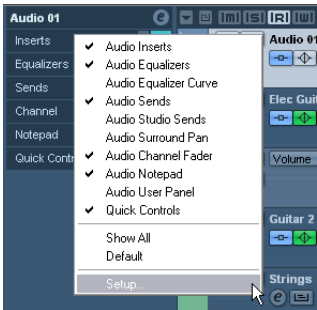 Audio 01
e
m S R W
Inserts
Equalizers
Sends
Channel
Notepad
Quick Contr
Audio Inserts
Audio Equalizers
Audio Equalizer Curve
Audio Sends
Audio Studio Sends
Audio Surround Pan
Audio Channel Fader
Audio Notepad
Audio User Panel
Quick Controls
Show All
Default
Setup...
Audio 01
Elec Guit
Volume
Guitar 2
Strings
e